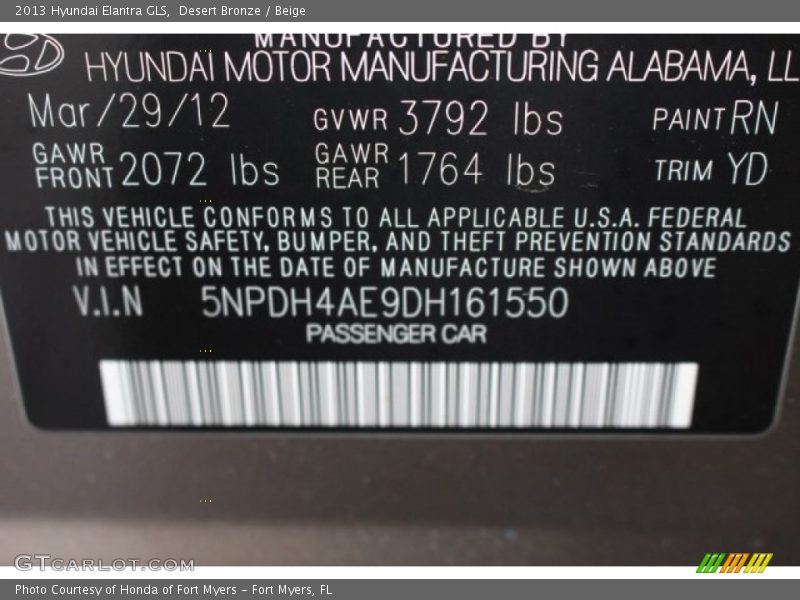 2013 Hyundai Elantra GLS,  Desert Bronze / Beige
MANUFACTURED BY
HYUNDAI MOTOR MANUFACTURING ALABAMA, LL
Mar/29/12 GVWR 3792 lbs PAINT RN
GAWR FRONT 2072 lbs GAWR REAR 1764 lbs TRIM YD
THIS VEHICLE CONFORMS TO ALL APPLICABLE U.S.A. FEDERAL
MOTOR VEHICLE SAFETY, BUMPER, AND THEFT PREVENTION STANDARDS
IN EFFECT ON THE DATE OF MANUFACTURE SHOWN ABOVE
V.I.N 5NPDH4AE9DH161550
PASSENGER CAR
GTCARLOT.COM
Photo Courtesy of Honda of Fort Myers – Fort Myers, FL